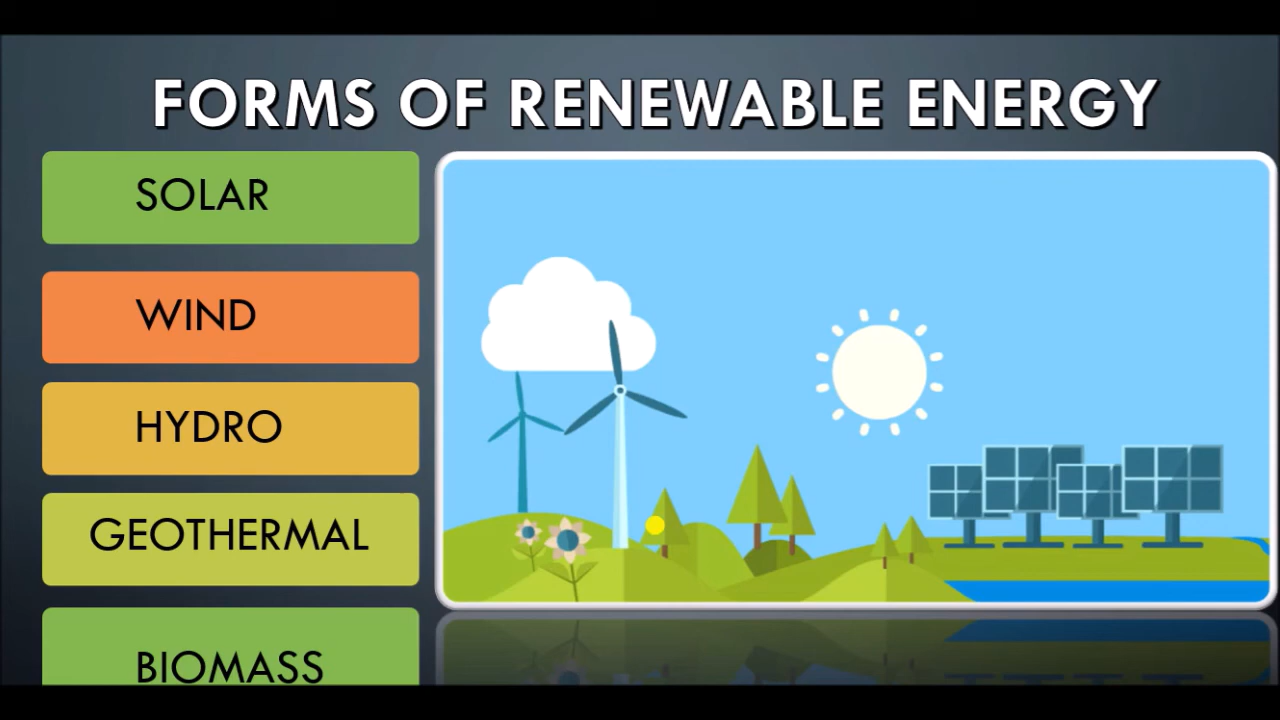 FORMS OF RENEWABLE ENERGY
SOLAR
WIND
HYDRO
GEOTHERMAL
BIOMASS